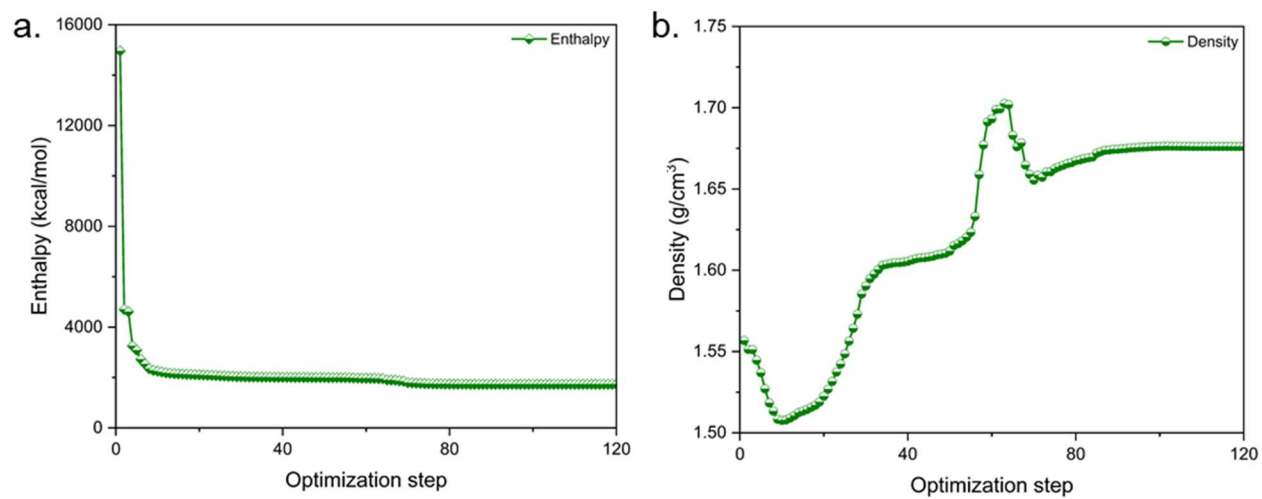 a.
16000
12000
8000
4000
0
Enthalpy (kcal/mol)
Enthalpy
0
40
80
120
Optimization step
b.
1.75
1.70
1.65
1.60
1.55
1.50
Density (g/cm³)
Density
0
40
80
120
Optimization step